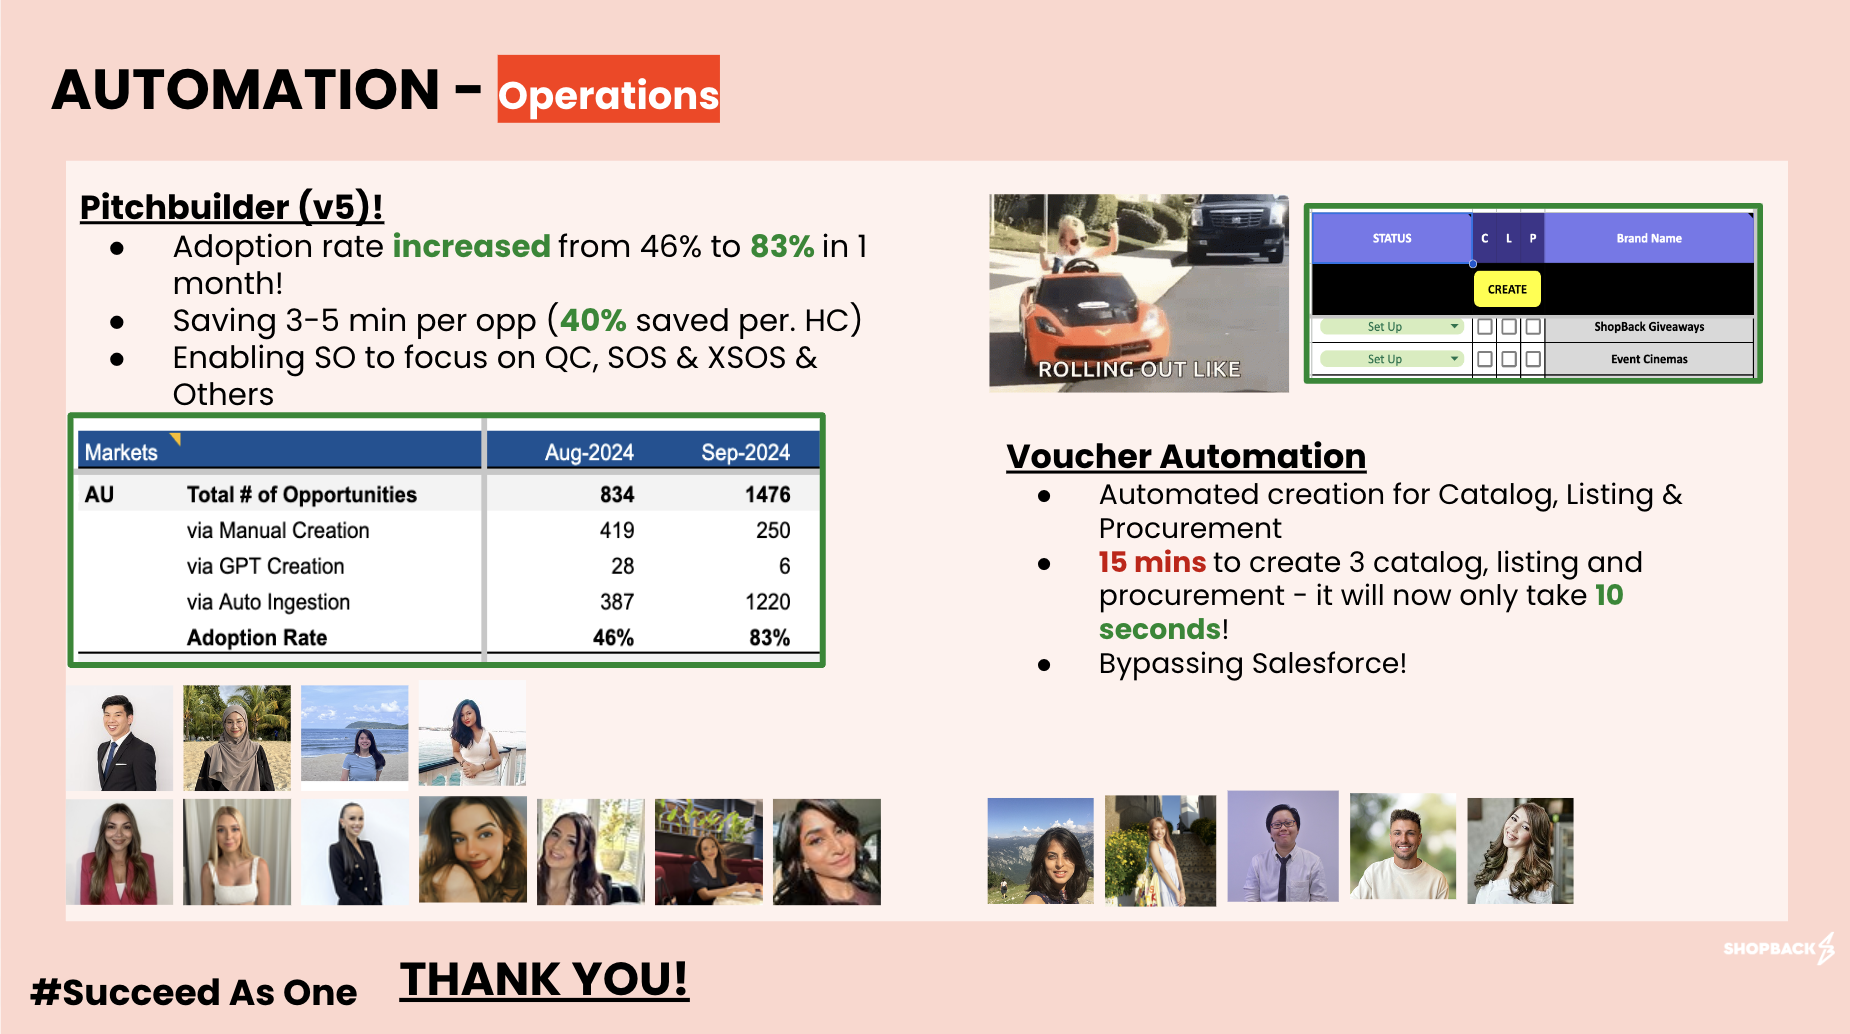 AUTOMATION - Operations
Pitchbuilder (v5)!
● Adoption rate increased from 46% to 83% in 1
month!
● Saving 3-5 min per opp (40% saved per. HC)
● Enabling SO to focus on QC, SOS & XSOS &
Others
Markets Aug-2024 Sep-2024
AU Total # of Opportunities 834 1476
via Manual Creation 419 250
via GPT Creation 28 6
via Auto Ingestion 387 1220
Adoption Rate 46% 83%
ROLLING OUT LIKE
STATUS C L P Brand Name
CREATE
Set Up ShopBack Giveaways
Set Up Event Cinemas
Voucher Automation
● Automated creation for Catalog, Listing &
Procurement
● 15 mins to create 3 catalog, listing and
procurement - it will now only take 10
seconds!
● Bypassing Salesforce!
SHOPBACK
#Succeed As One
THANK YOU!